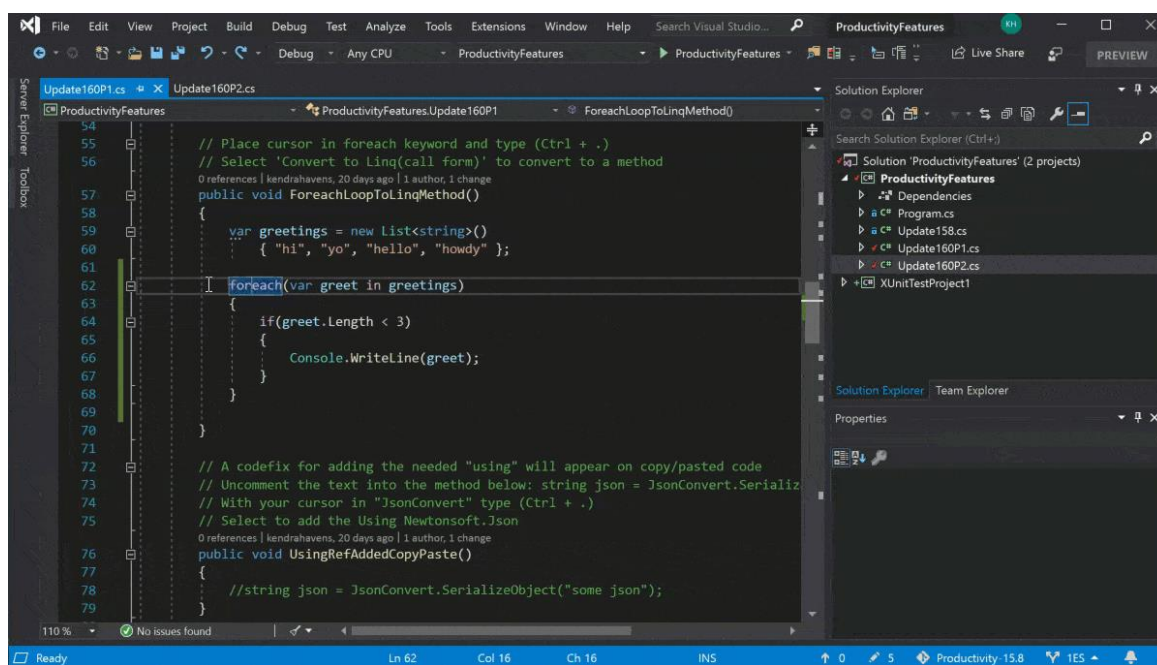 File Edit View Project Build Debug Test Analyze Tools Extensions Window Help Search Visual Studio... ProductivityFeatures KH
Debug Any CPU ProductivityFeatures ProductivityFeatures Live Share PREVIEW
Server Explorer
Toolbox
Update160P1.cs Update160P2.cs
ProductivityFeatures ProductivityFeatures.Update160P1 ForeachLoopToLinqMethod()
54
55 // Place cursor in foreach keyword and type (Ctrl + .)
56 // Select 'Convert to Linq(call form)' to convert to a method
0 references | kendrahavens, 20 days ago | 1 author, 1 change
57 public void ForeachLoopToLinqMethod()
58 {
59 var greetings = new List<string>()
60 { "hi", "yo", "hello", "howdy" };
61
62 foreach(var greet in greetings)
63 {
64 if(greet.Length < 3)
65 {
66 Console.WriteLine(greet);
67 }
68 }
69
70 }
71
72 // A codefix for adding the needed "using" will appear on copy/pasted code
73 // Uncomment the text into the method below: string json = JsonConvert.Serializ
74 // With your cursor in "JsonConvert" type (Ctrl + .)
75 // Select to add the Using Newtonsoft.Json
0 references | kendrahavens, 20 days ago | 1 author, 1 change
76 public void UsingRefAddedCopyPaste()
77 {
78 //string json = JsonConvert.SerializeObject("some json");
79 }
110 % No issues found
Solution Explorer
Search Solution Explorer (Ctrl+;)
Solution 'ProductivityFeatures' (2 projects)
C# ProductivityFeatures
Dependencies
C# Program.cs
C# Update158.cs
C# Update160P1.cs
C# Update160P2.cs
C# XUnitTestProject1
Solution Explorer Team Explorer
Properties
Ready Ln 62 Col 16 Ch 16 INS 0 5 Productivity-15.8 1ES